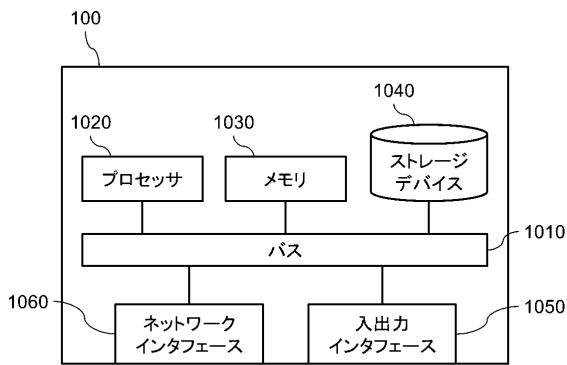 100
1020
1030
1040
プロセッサ
メモリ
ストレージ
デバイス
バス
1010
1060
ネットワーク
インタフェース
入出力
インタフェース
1050